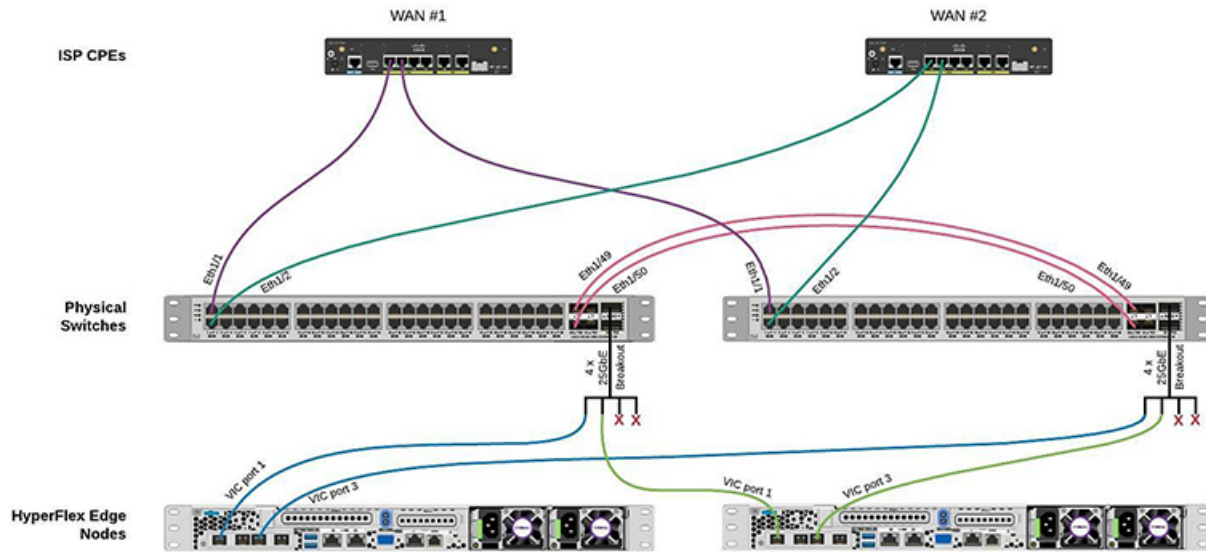 WAN #1
WAN #2
ISP CPEs
Eth1/1
Eth1/2
Eth1/49
Eth1/50
Eth1/1
Eth1/2
Eth1/50
Eth1/49
Physical
Switches
4 x
25GbE
Breakout
X X
4 x
25GbE
Breakout
X X
VIC port 1
VIC port 3
VIC port 1
VIC port 3
HyperFlex Edge
Nodes